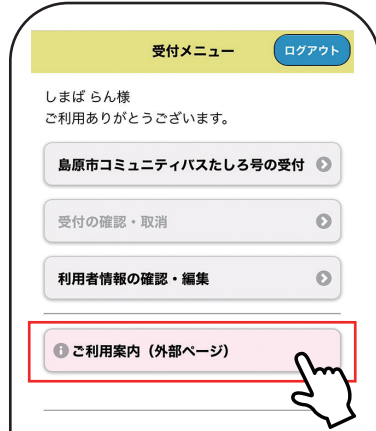 受付メニュー
ログアウト
しまば らん様
ご利用ありがとうございます。
島原市コミュニティバスたしろ号の受付
受付の確認・取消
利用者情報の確認・編集
ご利用案内（外部ページ）